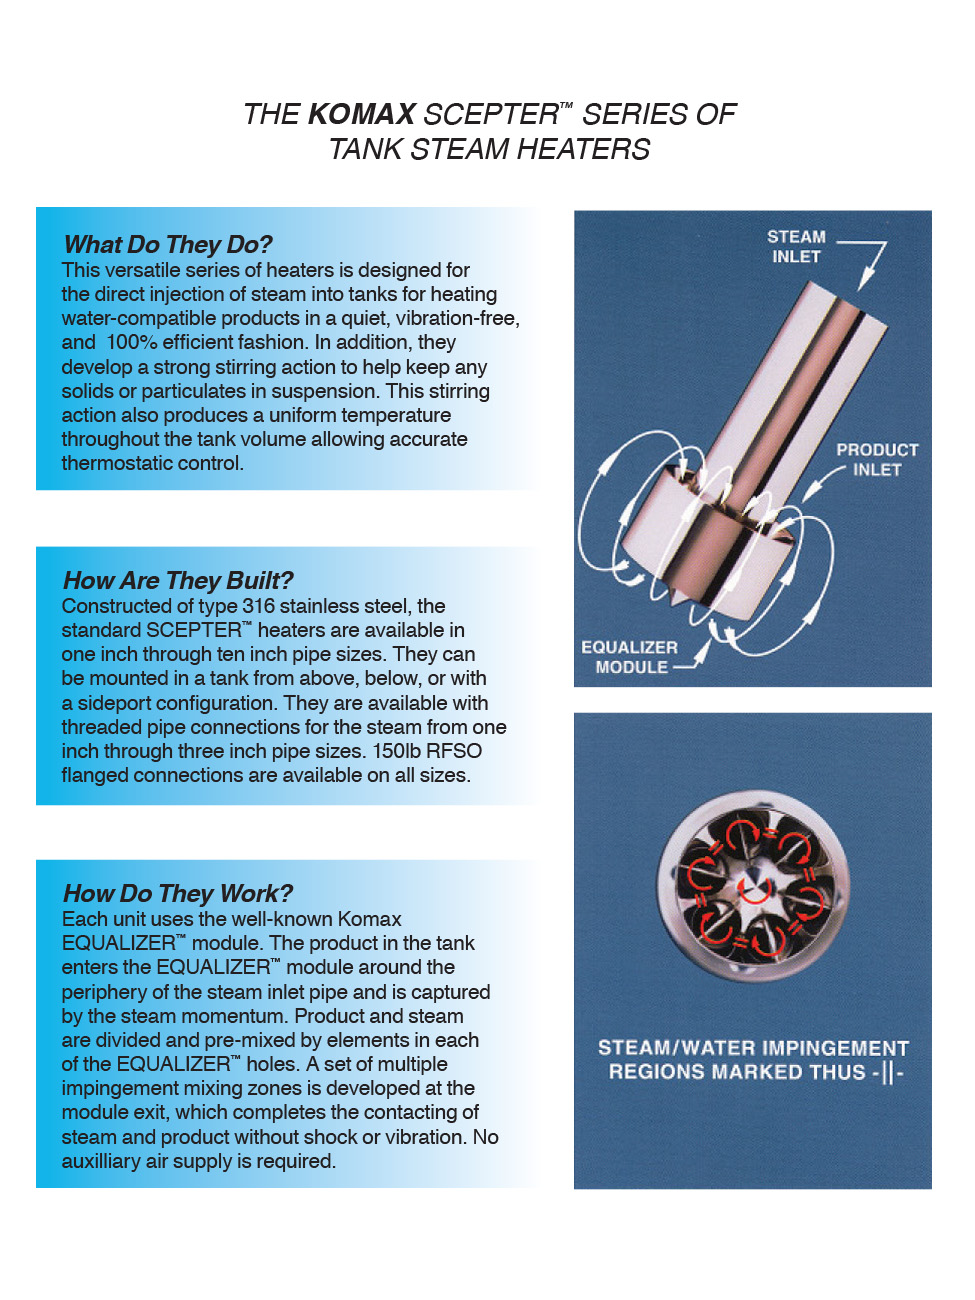 THE KOMAX SCEPTER™ SERIES OF
TANK STEAM HEATERS
What Do They Do?
This versatile series of heaters is designed for
the direct injection of steam into tanks for heating
water-compatible products in a quiet, vibration-free,
and  100% efficient fashion. In addition, they
develop a strong stirring action to help keep any
solids or particulates in suspension. This stirring
action also produces a uniform temperature
throughout the tank volume allowing accurate
thermostatic control.
How Are They Built?
Constructed of type 316 stainless steel, the
standard SCEPTER™ heaters are available in
one inch through ten inch pipe sizes. They can
be mounted in a tank from above, below, or with
a sideport configuration. They are available with
threaded pipe connections for the steam from one
inch through three inch pipe sizes. 150lb RFSO
flanged connections are available on all sizes.
How Do They Work?
Each unit uses the well-known Komax
EQUALIZER™ module. The product in the tank
enters the EQUALIZER™ module around the
periphery of the steam inlet pipe and is captured
by the steam momentum. Product and steam
are divided and pre-mixed by elements in each
of the EQUALIZER™ holes. A set of multiple
impingement mixing zones is developed at the
module exit, which completes the contacting of
steam and product without shock or vibration. No
auxilliary air supply is required.
STEAM
INLET
PRODUCT
INLET
EQUALIZER
MODULE
STEAM/WATER IMPINGEMENT
REGIONS MARKED THUS -||-